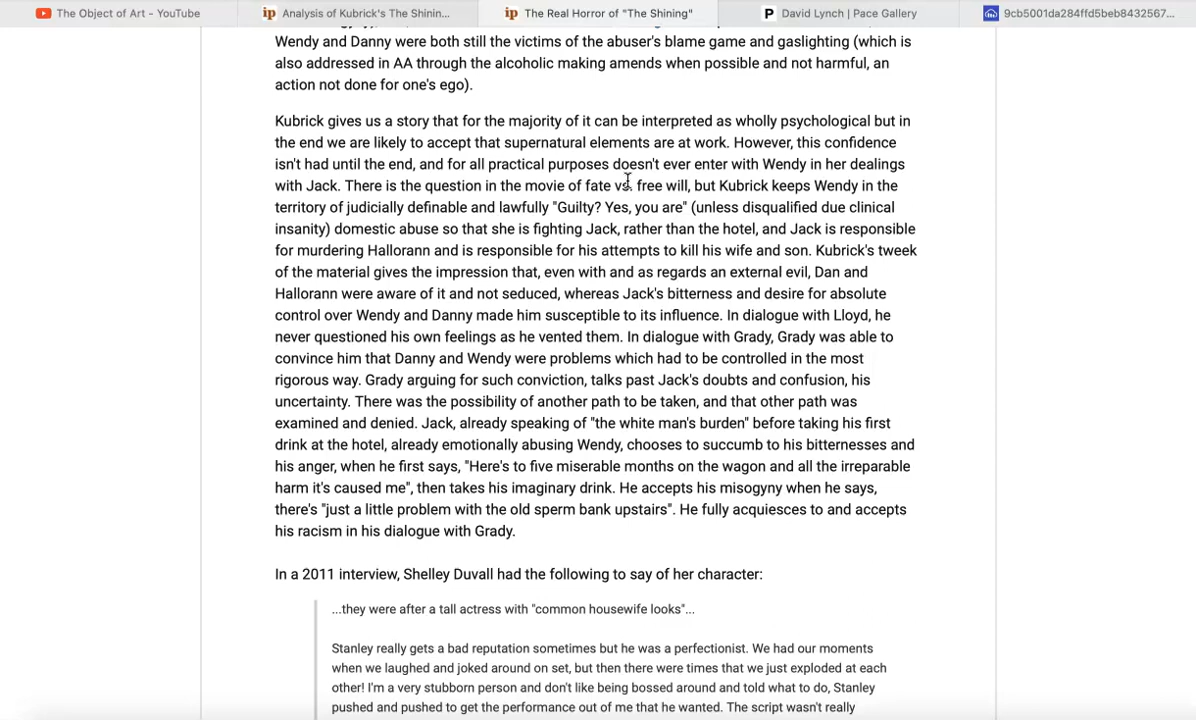 The Object of Art - YouTube
ip Analysis of Kubrick's The Shinin...
ip The Real Horror of "The Shining"
P David Lynch | Pace Gallery
9cb5001da284ffd5beb8432567...
Wendy and Danny were both still the victims of the abuser's blame game and gaslighting (which is
also addressed in AA through the alcoholic making amends when possible and not harmful, an
action not done for one's ego).
Kubrick gives us a story that for the majority of it can be interpreted as wholly psychological but in
the end we are likely to accept that supernatural elements are at work. However, this confidence
isn't had until the end, and for all practical purposes doesn't ever enter with Wendy in her dealings
with Jack. There is the question in the movie of fate vs. free will, but Kubrick keeps Wendy in the
territory of judicially definable and lawfully "Guilty? Yes, you are" (unless disqualified due clinical
insanity) domestic abuse so that she is fighting Jack, rather than the hotel, and Jack is responsible
for murdering Hallorann and is responsible for his attempts to kill his wife and son. Kubrick's tweek
of the material gives the impression that, even with and as regards an external evil, Dan and
Hallorann were aware of it and not seduced, whereas Jack's bitterness and desire for absolute
control over Wendy and Danny made him susceptible to its influence. In dialogue with Lloyd, he
never questioned his own feelings as he vented them. In dialogue with Grady, Grady was able to
convince him that Danny and Wendy were problems which had to be controlled in the most
rigorous way. Grady arguing for such conviction, talks past Jack's doubts and confusion, his
uncertainty. There was the possibility of another path to be taken, and that other path was
examined and denied. Jack, already speaking of "the white man's burden" before taking his first
drink at the hotel, already emotionally abusing Wendy, chooses to succumb to his bitternesses and
his anger, when he first says, "Here's to five miserable months on the wagon and all the irreparable
harm it's caused me", then takes his imaginary drink. He accepts his misogyny when he says,
there's "just a little problem with the old sperm bank upstairs". He fully acquiesces to and accepts
his racism in his dialogue with Grady.
In a 2011 interview, Shelley Duvall had the following to say of her character:
...they were after a tall actress with "common housewife looks"...
Stanley really gets a bad reputation sometimes but he was a perfectionist. We had our moments
when we laughed and joked around on set, but then there were times that we just exploded at each
other! I'm a very stubborn person and don't like being bossed around and told what to do, Stanley
pushed and pushed to get the performance out of me that he wanted. The script wasn't really